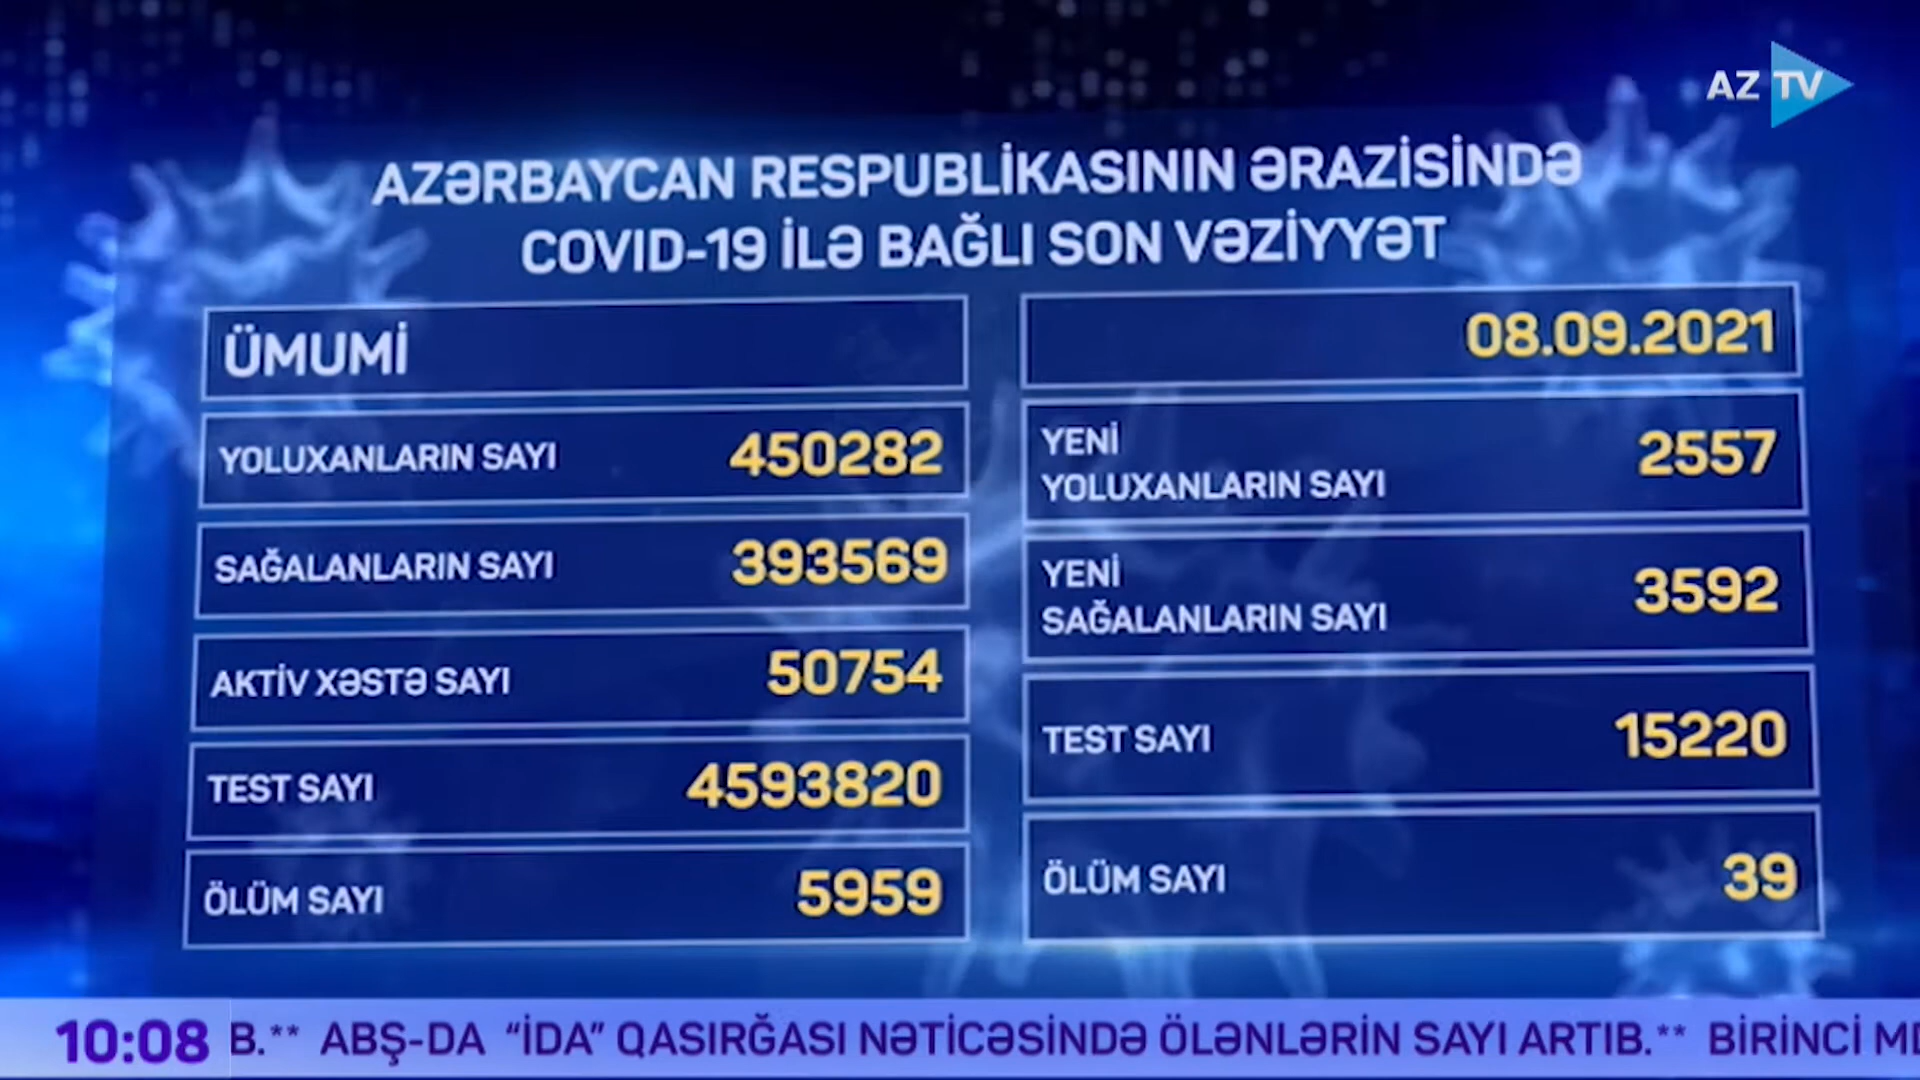 AZ TV
AZƏRBAYCAN RESPUBLİKASININ ƏRAZİSİNDƏ
COVID-19 İLƏ BAĞLI SON VƏZİYYƏT
ÜMUMİ
YOLUXANLARIN SAYI 450282
SAĞALANLARIN SAYI 393569
AKTİV XƏSTƏ SAYI 50754
TEST SAYI 4593820
ÖLÜM SAYI 5959
08.09.2021
YENİ
YOLUXANLARIN SAYI 2557
YENİ
SAĞALANLARIN SAYI 3592
TEST SAYI 15220
ÖLÜM SAYI 39
10:08 B.** ABŞ-DA “İDA” QASIRĞASI NƏTİCƏSİNDƏ ÖLƏNLƏRİN SAYI ARTIB.** BİRİNCİ